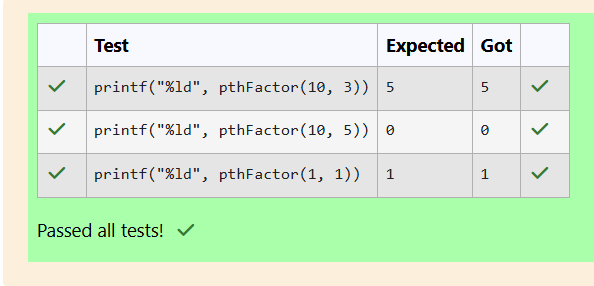 Test Expected Got
printf("%ld", pthFactor(10, 3)) 5 5
printf("%ld", pthFactor(10, 5)) 0 0
printf("%ld", pthFactor(1, 1)) 1 1
Passed all tests!